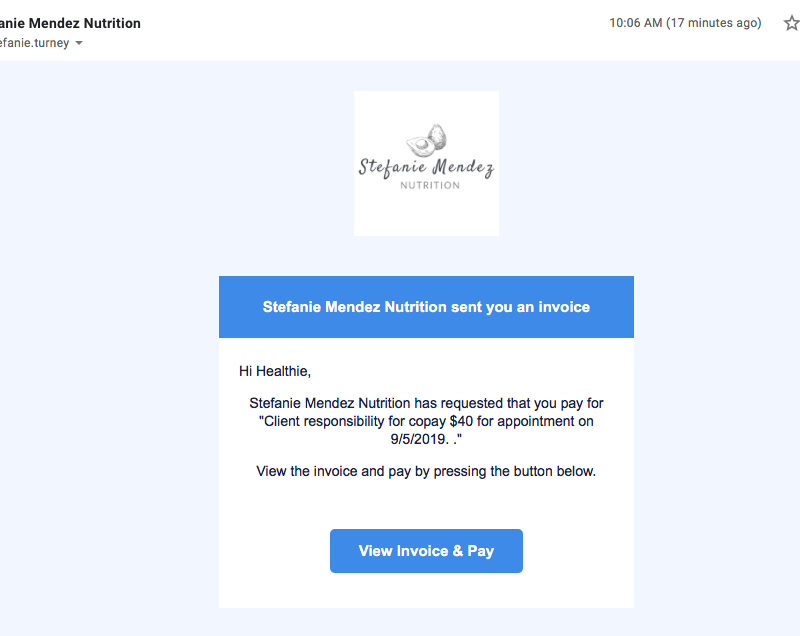 anie Mendez Nutrition
10:06 AM (17 minutes ago)
efanie.turney
Stefanie Mendez
NUTRITION
Stefanie Mendez Nutrition sent you an invoice
Hi Healthie,
Stefanie Mendez Nutrition has requested that you pay for
"Client responsibility for copay $40 for appointment on
9/5/2019. ."
View the invoice and pay by pressing the button below.
View Invoice & Pay